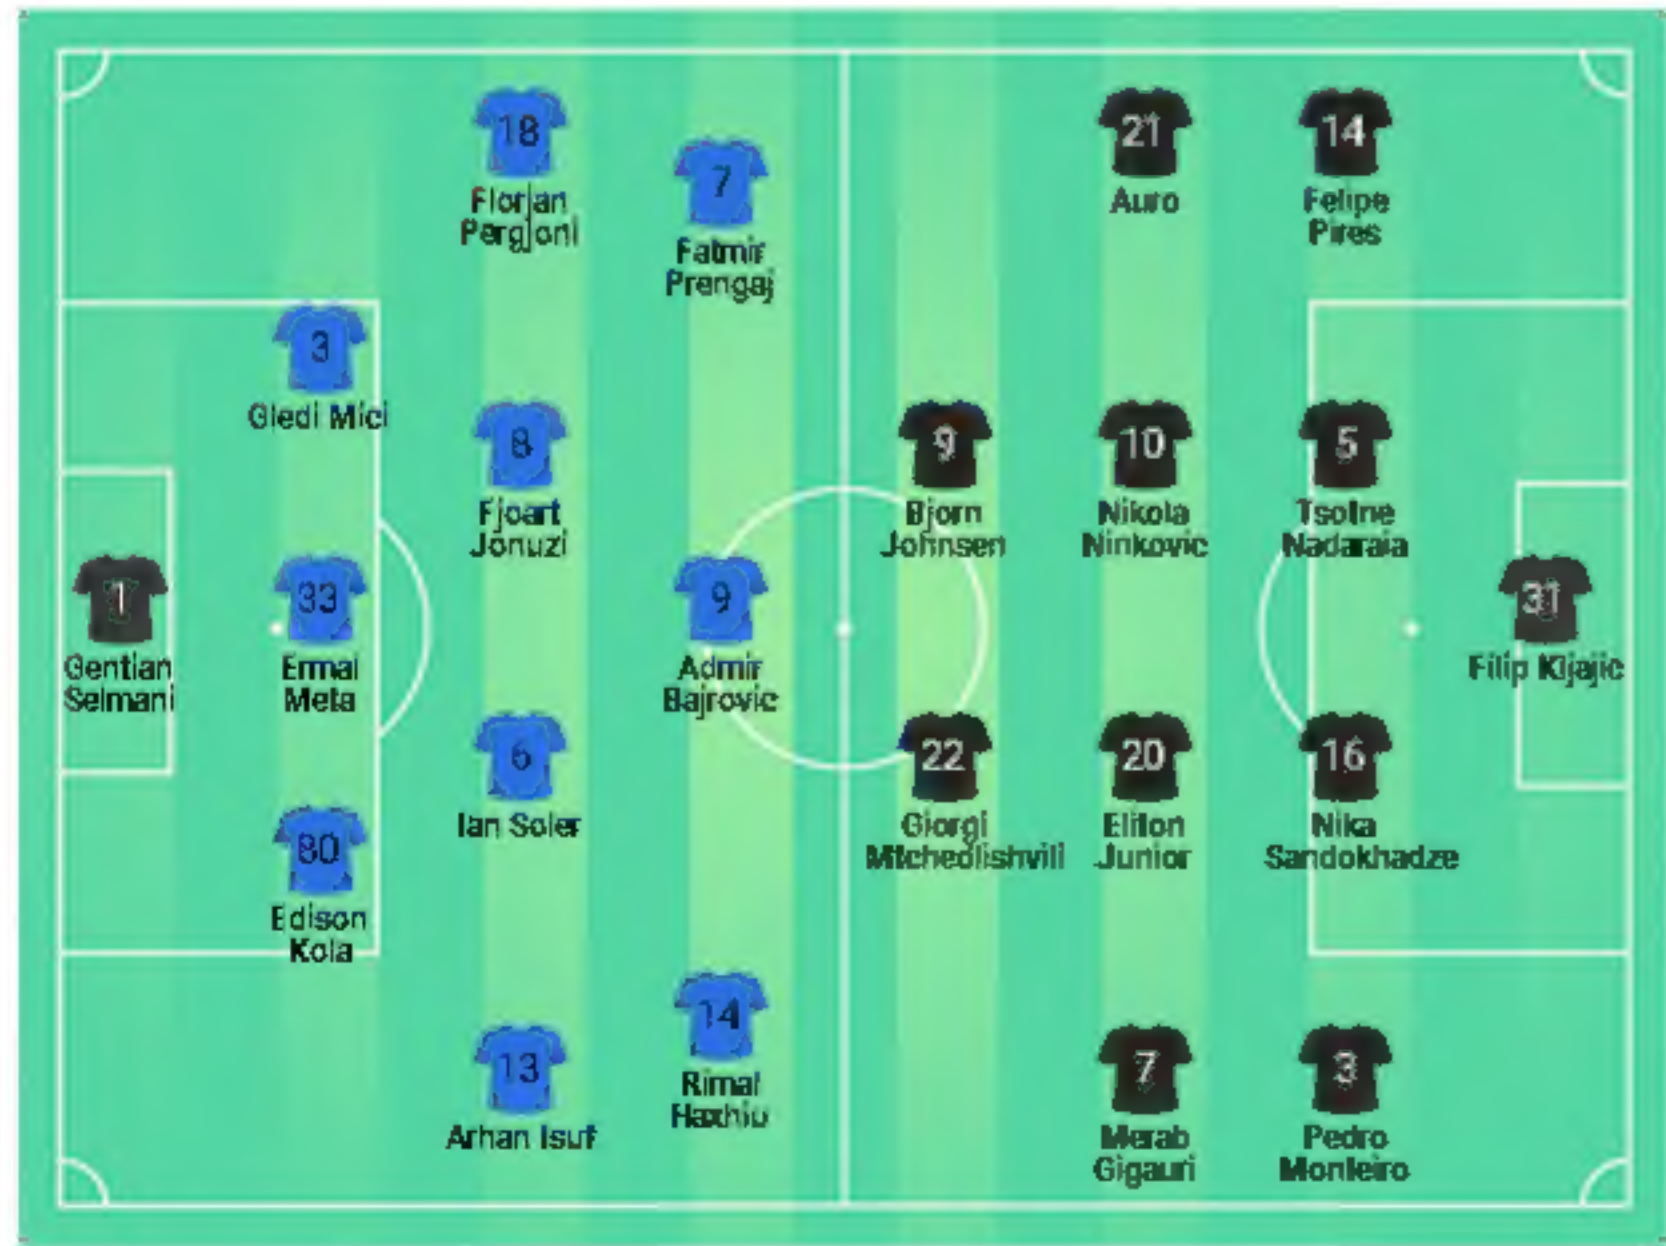 18
Florjan
Pergjoni
7
Fatmir
Prengaj
21
Auro
14
Felipe
Pires
3
Gledi Mici
8
Fjoart
Jonuzi
9
Bjorn
Johnsen
10
Nikola
Ninkovic
5
Tsotne
Nadaraia
1
Gentian
Selmani
33
Ermal
Meta
9
Admir
Bajrovic
31
Filip Kljajic
6
Ian Soler
22
Giorgi
Mtchedlishvili
20
Eliton
Junior
16
Nika
Sandokhadze
80
Edison
Kola
13
Arhan Isuf
14
Rimal
Haxhiu
7
Merab
Gigauri
3
Pedro
Monteiro